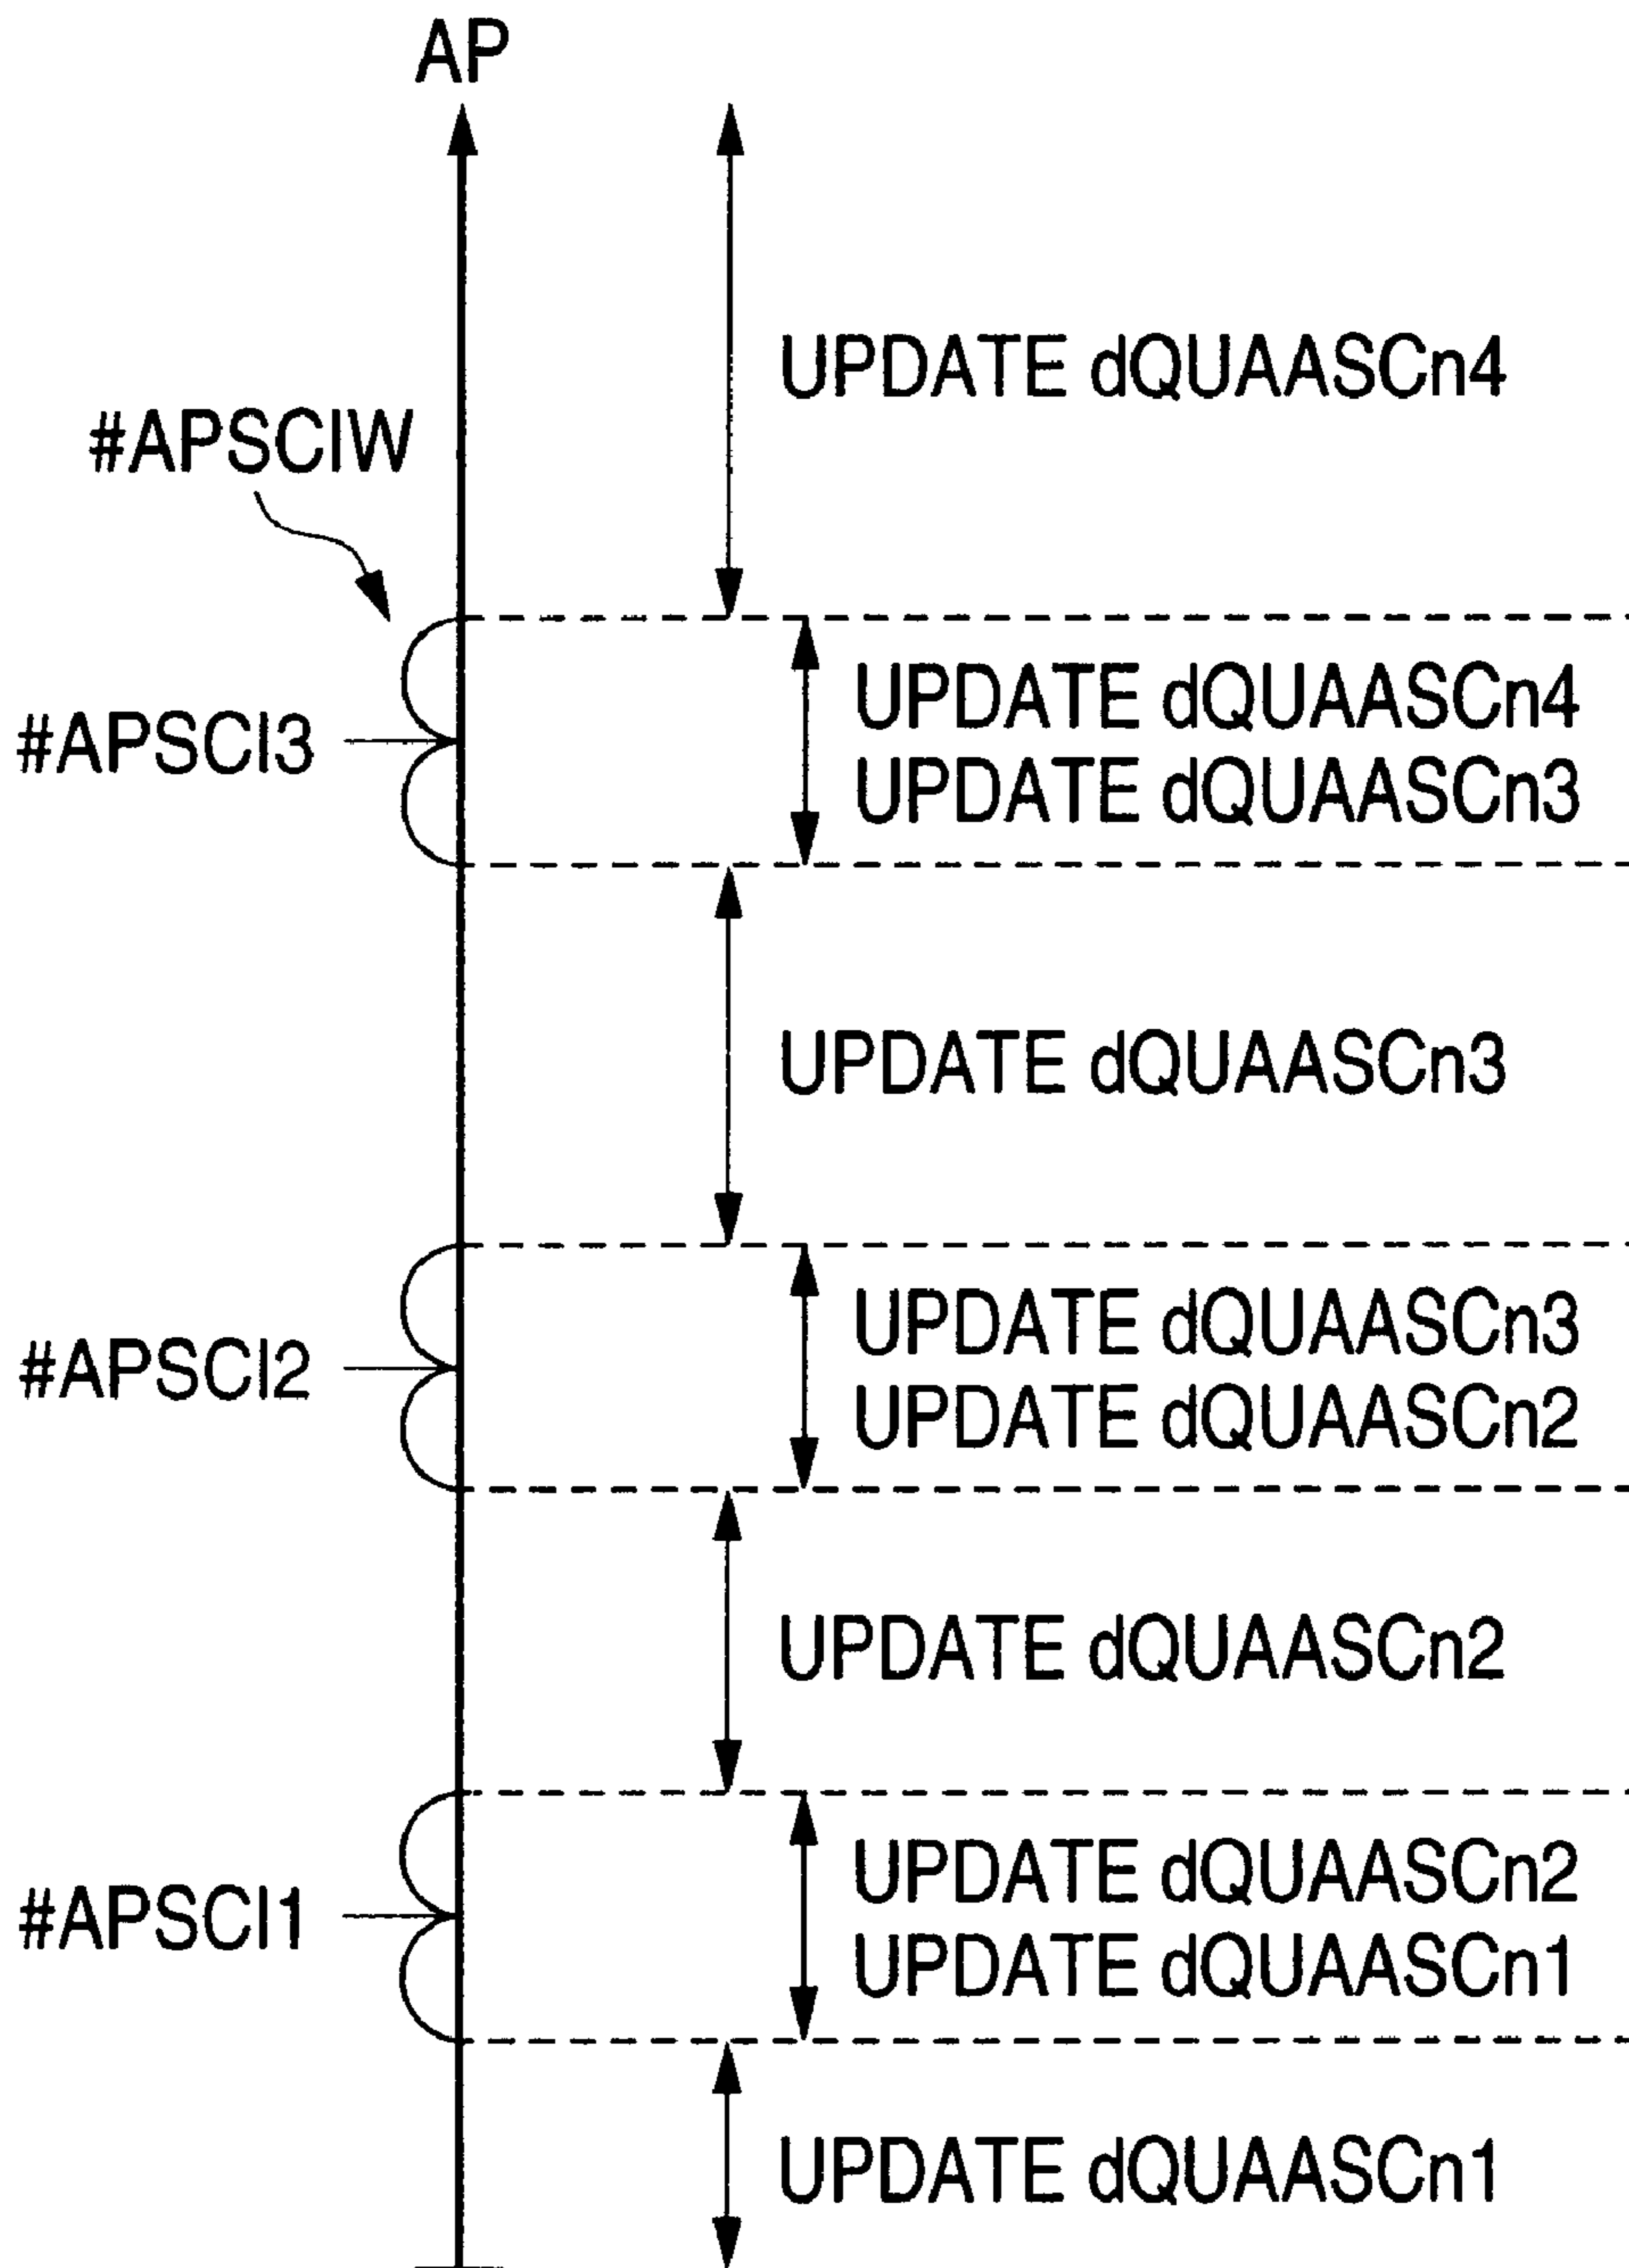 AP
UPDATE dQUAASCn4
#APSCIW
UPDATE dQUAASCn4
#APSCI3
UPDATE dQUAASCn3
UPDATE dQUAASCn3
UPDATE dQUAASCn3
#APSCI2
UPDATE dQUAASCn2
UPDATE dQUAASCn2
UPDATE dQUAASCn2
#APSCI1
UPDATE dQUAASCn1
UPDATE dQUAASCn1